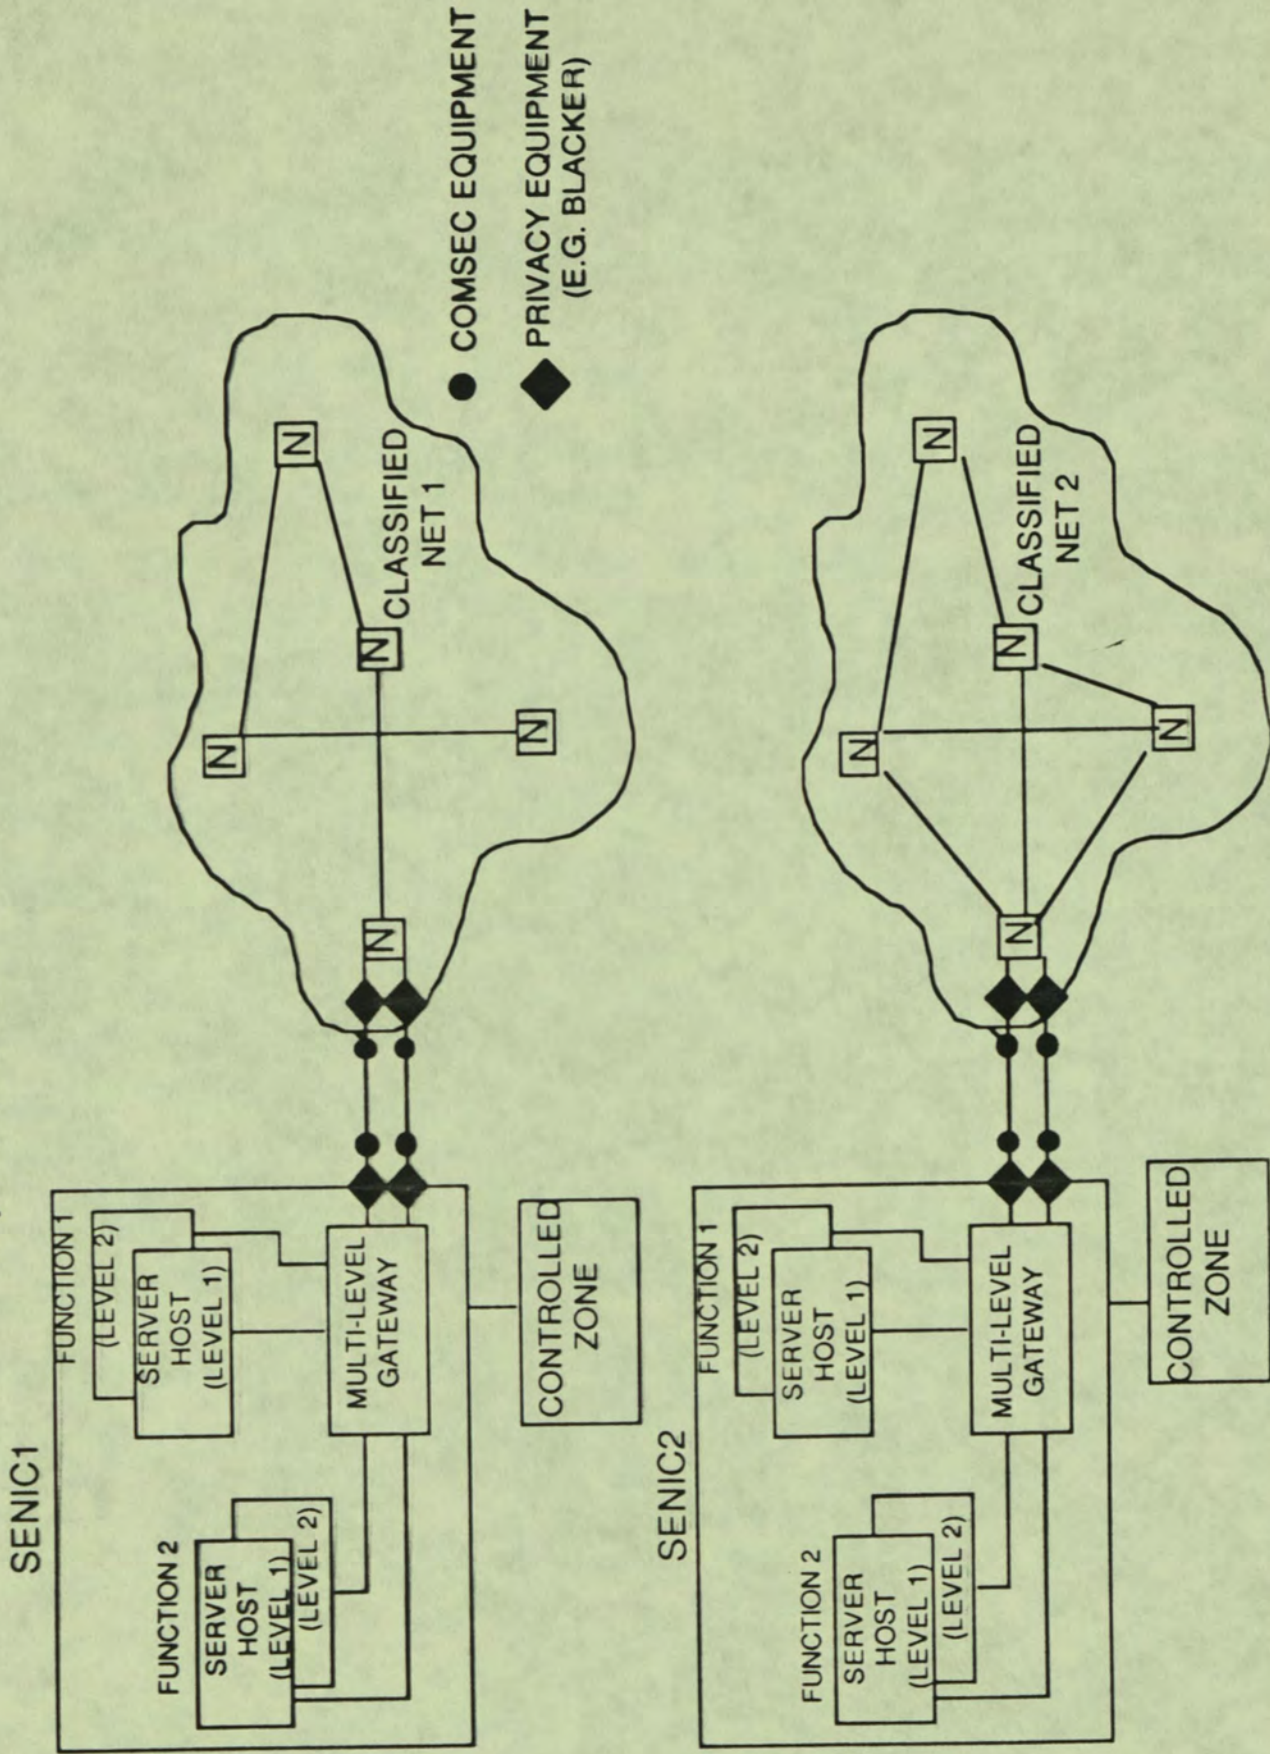 SENIC1
FUNCTION 1
(LEVEL 2)
SERVER
HOST
(LEVEL 1)
FUNCTION 2
SERVER
HOST
(LEVEL 1)
(LEVEL 2)
MULTI-LEVEL
GATEWAY
CONTROLLED
ZONE
N
N
N
N
N
CLASSIFIED
NET 1
COMSEC EQUIPMENT
PRIVACY EQUIPMENT
(E.G. BLACKER)
SENIC2
FUNCTION 1
(LEVEL 2)
SERVER
HOST
(LEVEL 1)
FUNCTION 2
SERVER
HOST
(LEVEL 1)
(LEVEL 2)
MULTI-LEVEL
GATEWAY
CONTROLLED
ZONE
N
N
N
N
N
CLASSIFIED
NET 2